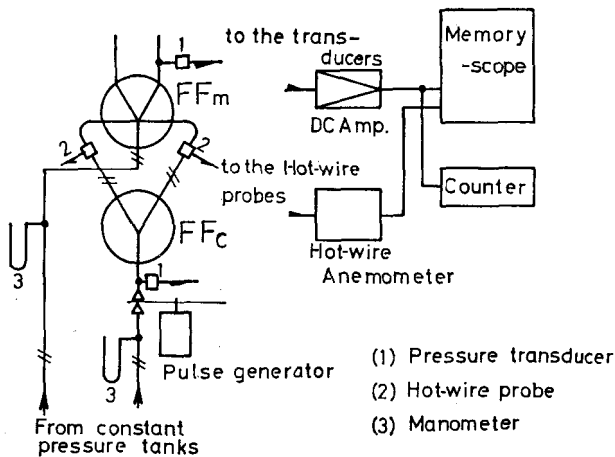 1
to the trans-
ducers
Memory
-scope
FFm
DC Amp.
2
2
to the Hot-wire
probes
Counter
FFc
Hot-wire
Anemometer
3
1
Pulse generator
3
From constant
pressure tanks
(1) Pressure transducer
(2) Hot-wire probe
(3) Manometer